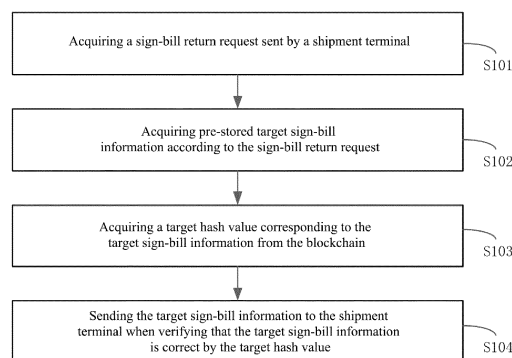 Acquiring a sign-bill return request sent by a shipment terminal
S101
Acquiring pre-stored target sign-bill
information according to the sign-bill return request
S102
Acquiring a target hash value corresponding to the
target sign-bill information from the blockchain
S103
Sending the target sign-bill information to the shipment
terminal when verifying that the target sign-bill information
is correct by the target hash value
S104